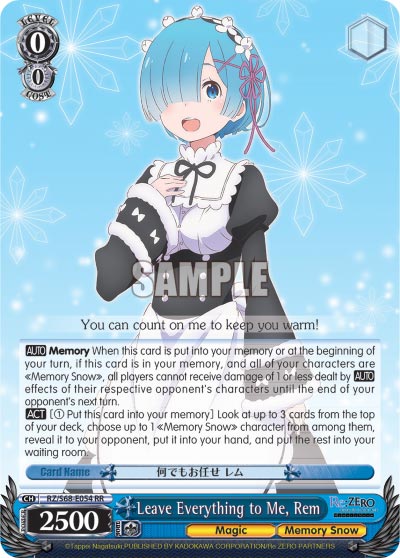 LEVEL
0
0
COST
SAMPLE
You can count on me to keep you warm!
AUTO Memory When this card is put into your memory or at the beginning of
your turn, if this card is in your memory, and all of your characters are
≪Memory Snow≫, all players cannot receive damage of 1 or less dealt by AUTO
effects of their respective opponent's characters until the end of your
opponent's next turn.
ACT [① Put this card into your memory] Look at up to 3 cards from the top
of your deck, choose up to 1 ≪Memory Snow≫ character from among them,
reveal it to your opponent, put it into your hand, and put the rest into your
waiting room.
Card Name 何でもお任せ レム
CH RZ/S68-E054 RR
Leave Everything to Me, Rem
Re:ZERO
POWER 2500 SOUL
Magic Memory Snow
©Tappei Nagatsuki,PUBLISHED BY KADOKAWA CORPORATION/Re:ZERO PARTNERS